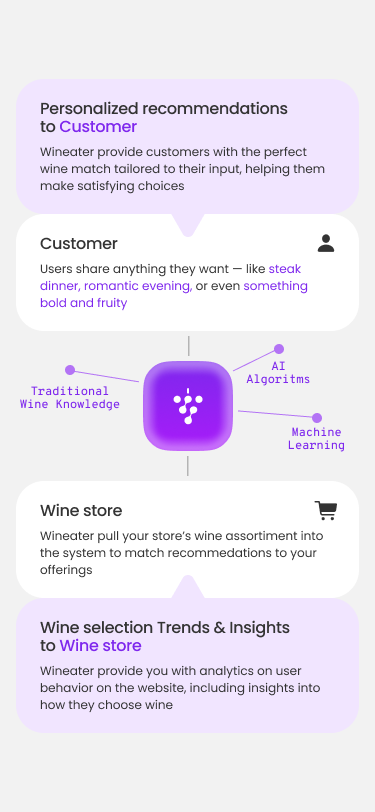 Personalized recommendations
to Customer
Wineater provide customers with the perfect
wine match tailored to their input, helping them
make satisfying choices
Customer
Users share anything they want — like steak
dinner, romantic evening, or even something
bold and fruity
AI
Algoritms
Traditional
Wine Knowledge
Machine
Learning
Wine store
Wineater pull your store's wine assortiment into
the system to match recommedations to your
offerings
Wine selection Trends & Insights
to Wine store
Wineater provide you with analytics on user
behavior on the website, including insights into
how they choose wine